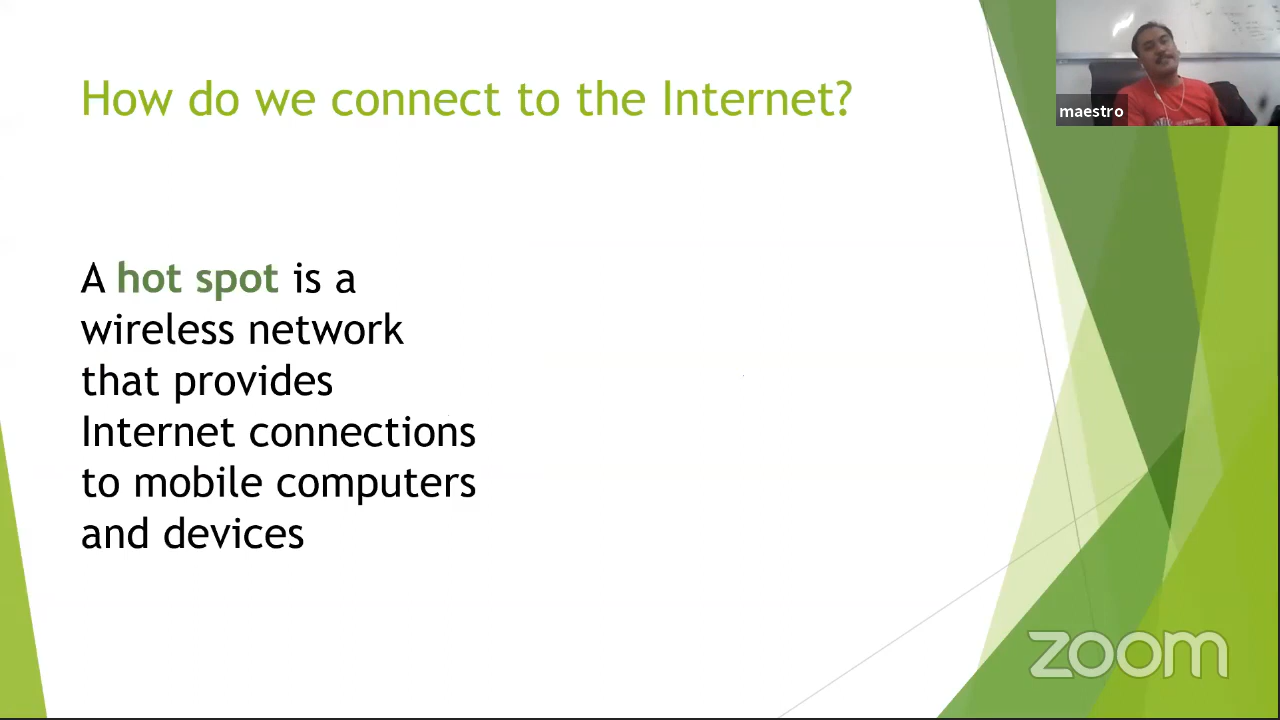 How do we connect to the Internet?
maestro
A hot spot is a
wireless network
that provides
Internet connections
to mobile computers
and devices
zoom